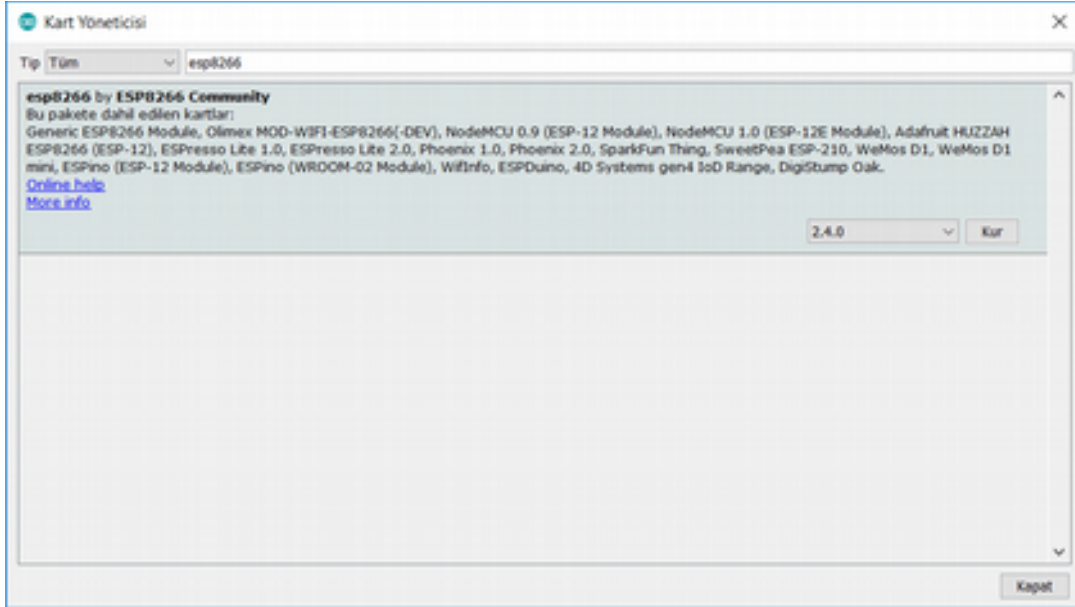 Kart Yöneticisi
Tip Tüm esp8266
esp8266 by ESP8266 Community
Bu pakete dahil edilen kartlar:
Generic ESP8266 Module, Olimex MOD-WIFI-ESP8266(-DEV), NodeMCU 0.9 (ESP-12 Module), NodeMCU 1.0 (ESP-12E Module), Adafruit HUZZAH
ESP8266 (ESP-12), ESPresso Lite 1.0, ESPresso Lite 2.0, Phoenix 1.0, Phoenix 2.0, SparkFun Thing, SweetPea ESP-210, WeMos D1, WeMos D1
mini, ESPino (ESP-12 Module), ESPino (WROOM-02 Module), WifInfo, ESPDuino, 4D Systems gen4 IoD Range, DigiStump Oak.
Online help
More info
2.4.0 Kur
Kapat